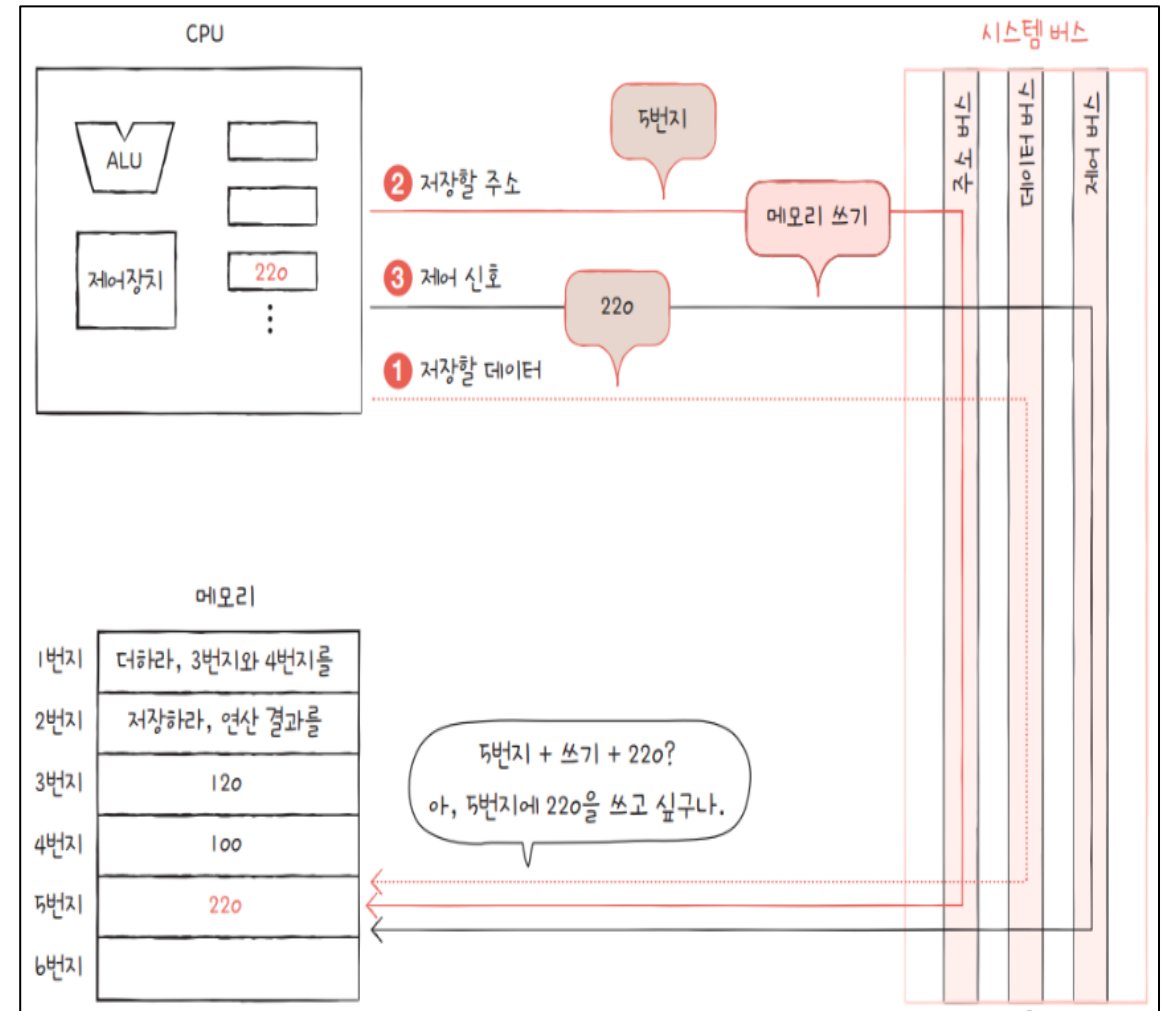 CPU
시스템 버스
ALU
제어장치
220
⋮
5번지
② 저장할 주소
메모리 쓰기
③ 제어 신호
220
① 저장할 데이터
주소 버스
데이터 버스
제어 버스
메모리
1번지 더하라, 3번지와 4번지를
2번지 저장하라, 연산 결과를
3번지 120
4번지 100
5번지 220
6번지
5번지 + 쓰기 + 220?
아, 5번지에 220을 쓰고 싶구나.